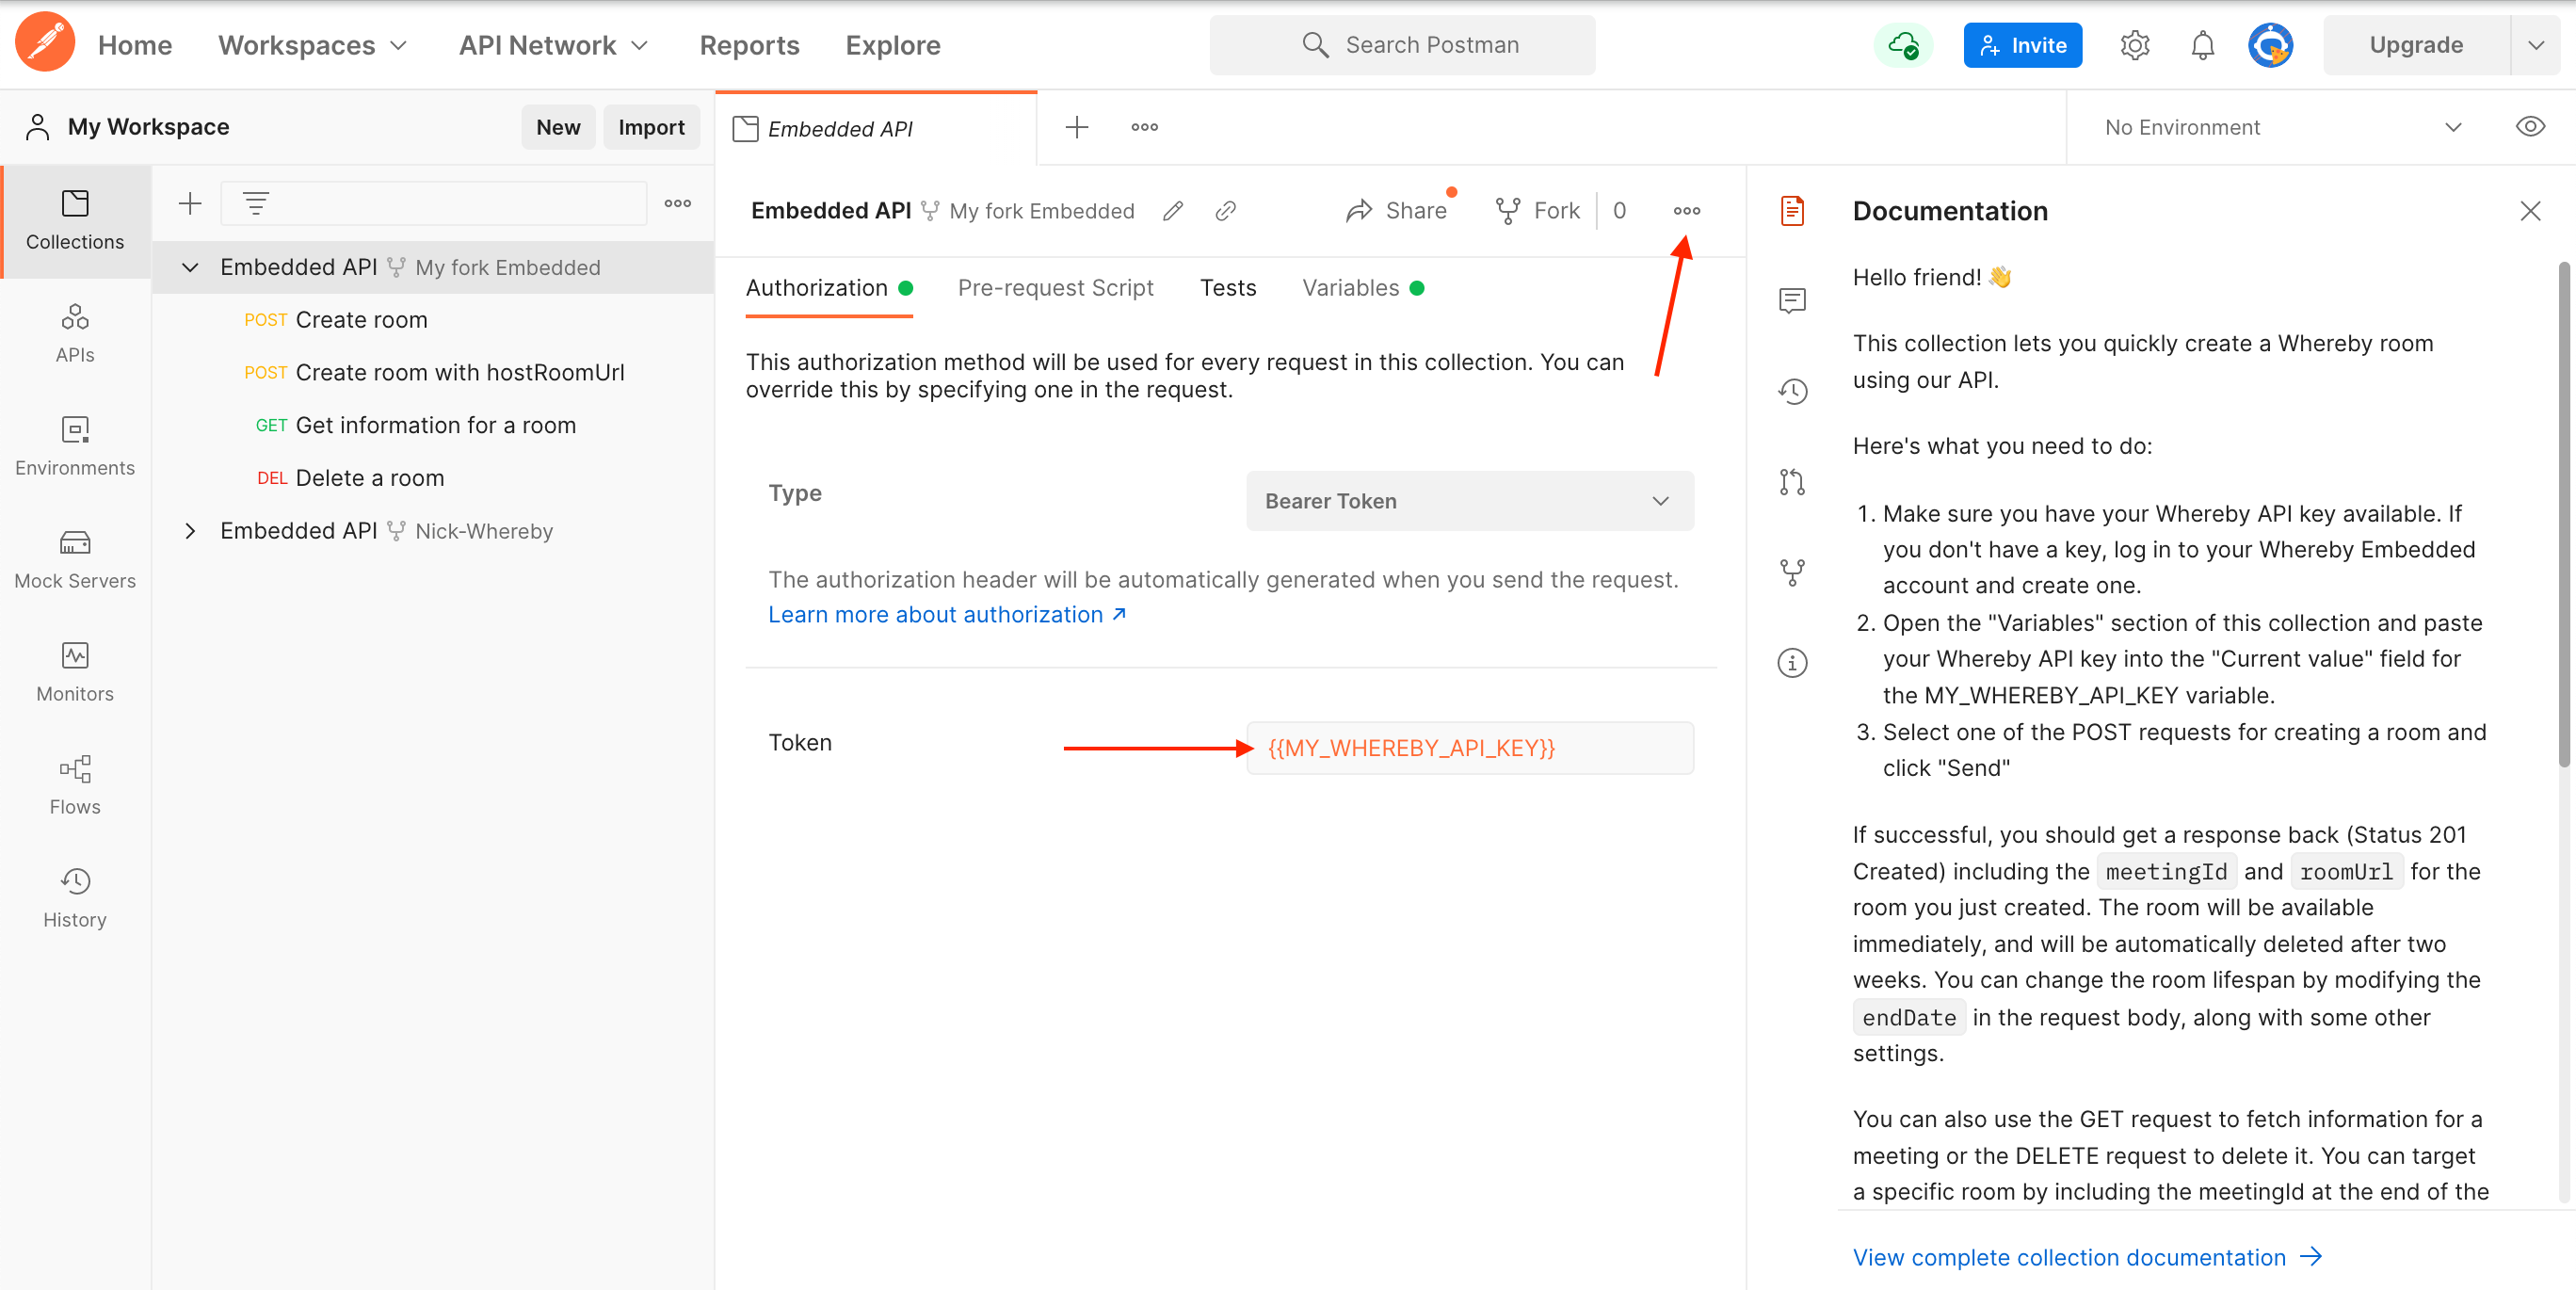 Home
Workspaces
API Network
Reports
Explore
Search Postman
Invite
Upgrade
My Workspace
New
Import
Embedded API
No Environment
Collections
APIs
Environments
Mock Servers
Monitors
Flows
History
Embedded API My fork Embedded
POST Create room
POST Create room with hostRoomUrl
GET Get information for a room
DEL Delete a room
Embedded API Nick-Whereby
Embedded API My fork Embedded
Share
Fork 0
Authorization
Pre-request Script
Tests
Variables
This authorization method will be used for every request in this collection. You can
override this by specifying one in the request.
Type
Bearer Token
The authorization header will be automatically generated when you send the request.
Learn more about authorization ↗
Token
{{MY_WHEREBY_API_KEY}}
Documentation
Hello friend! 👋
This collection lets you quickly create a Whereby room
using our API.
Here's what you need to do:
1. Make sure you have your Whereby API key available. If
you don't have a key, log in to your Whereby Embedded
account and create one.
2. Open the "Variables" section of this collection and paste
your Whereby API key into the "Current value" field for
the MY_WHEREBY_API_KEY variable.
3. Select one of the POST requests for creating a room and
click "Send"
If successful, you should get a response back (Status 201
Created) including the meetingId and roomUrl for the
room you just created. The room will be available
immediately, and will be automatically deleted after two
weeks. You can change the room lifespan by modifying the
endDate in the request body, along with some other
settings.
You can also use the GET request to fetch information for a
meeting or the DELETE request to delete it. You can target
a specific room by including the meetingId at the end of the
View complete collection documentation →